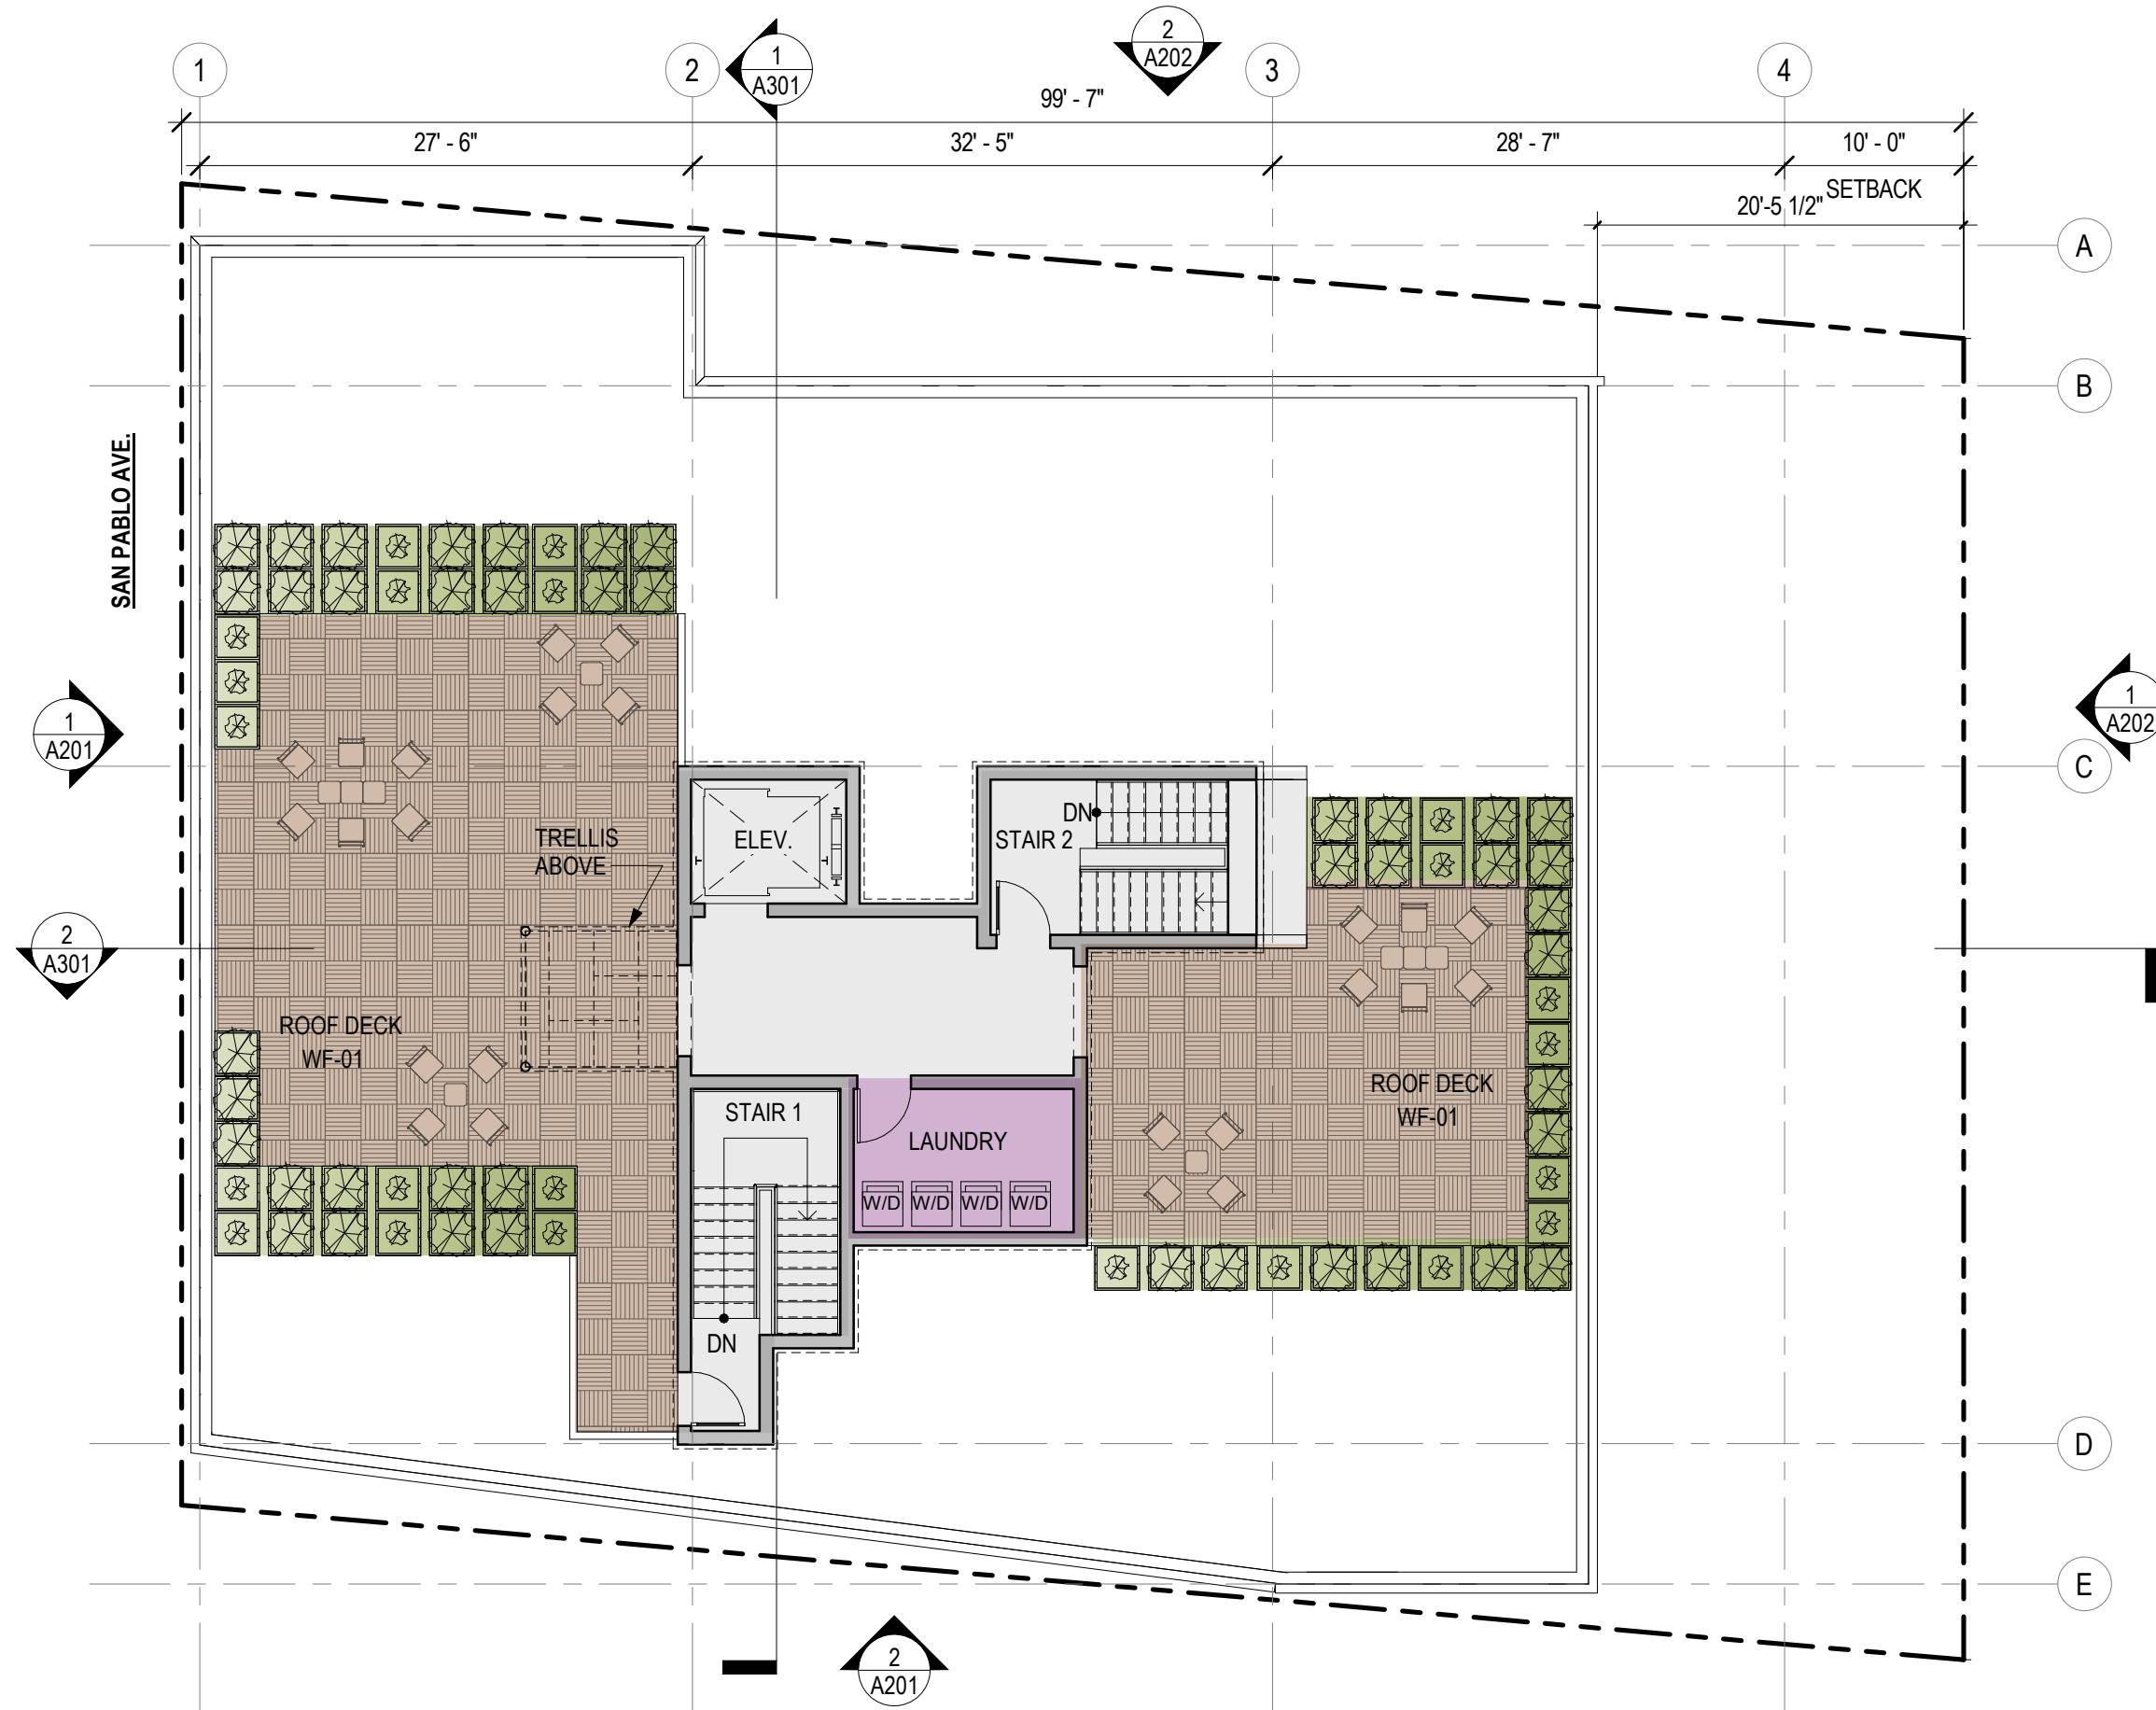 2
A202
1
A301
1
2
3
4
99' - 7"
27' - 6"
32' - 5"
28' - 7"
10' - 0"
SETBACK
20'-5 1/2"
A
B
SAN PABLO AVE.
1
A201
1
A202
C
TRELLIS
ABOVE
ELEV.
DN
STAIR 2
2
A301
ROOF DECK
WF-01
STAIR 1
LAUNDRY
ROOF DECK
WF-01
W/D
W/D
W/D
W/D
DN
D
E
2
A201